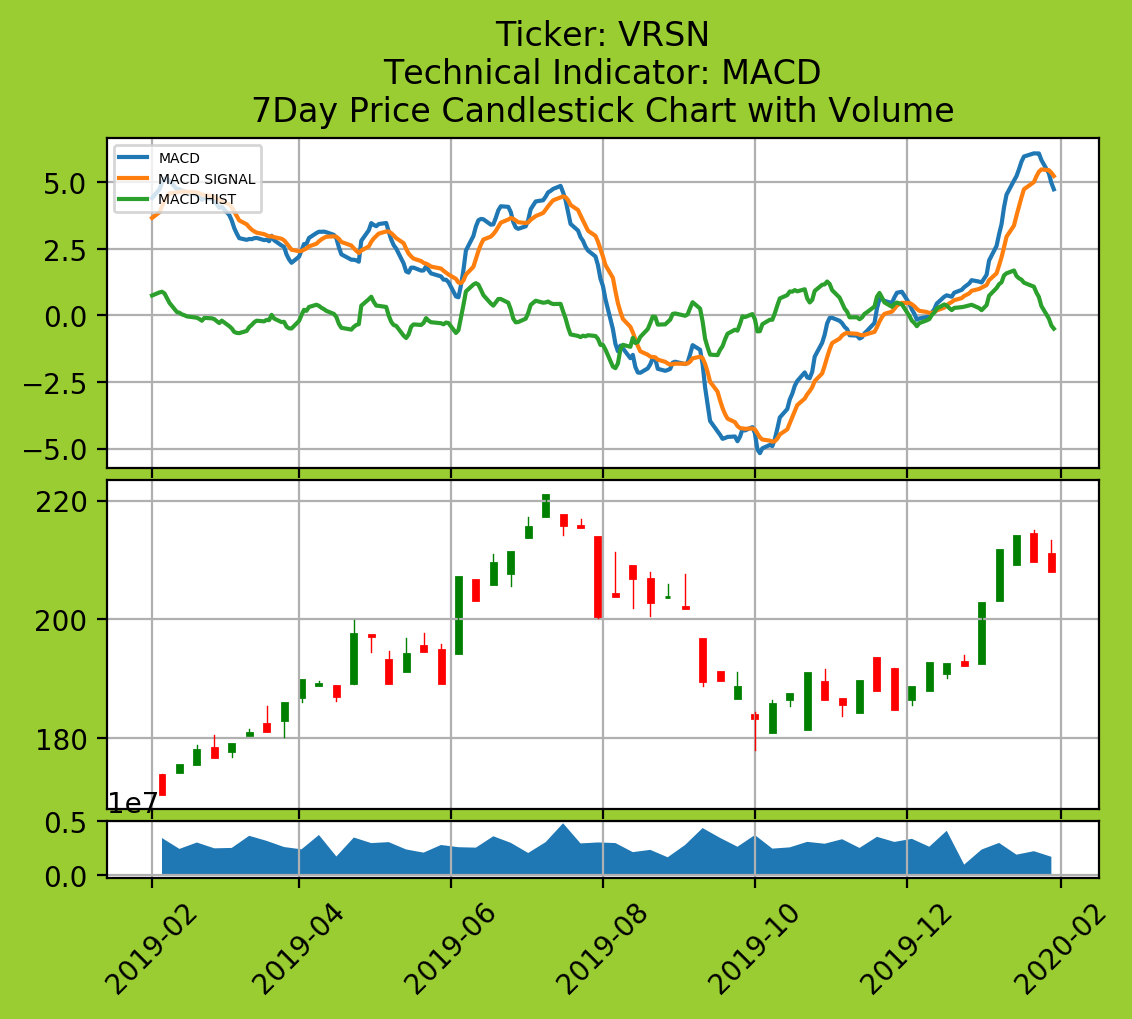 Ticker: VRSN
Technical Indicator: MACD
7Day Price Candlestick Chart with Volume
MACD
MACD SIGNAL
MACD HIST
5.0
2.5
0.0
−2.5
−5.0
220
200
180
1e7
0.5
0.0
2019-02
2019-04
2019-06
2019-08
2019-10
2019-12
2020-02